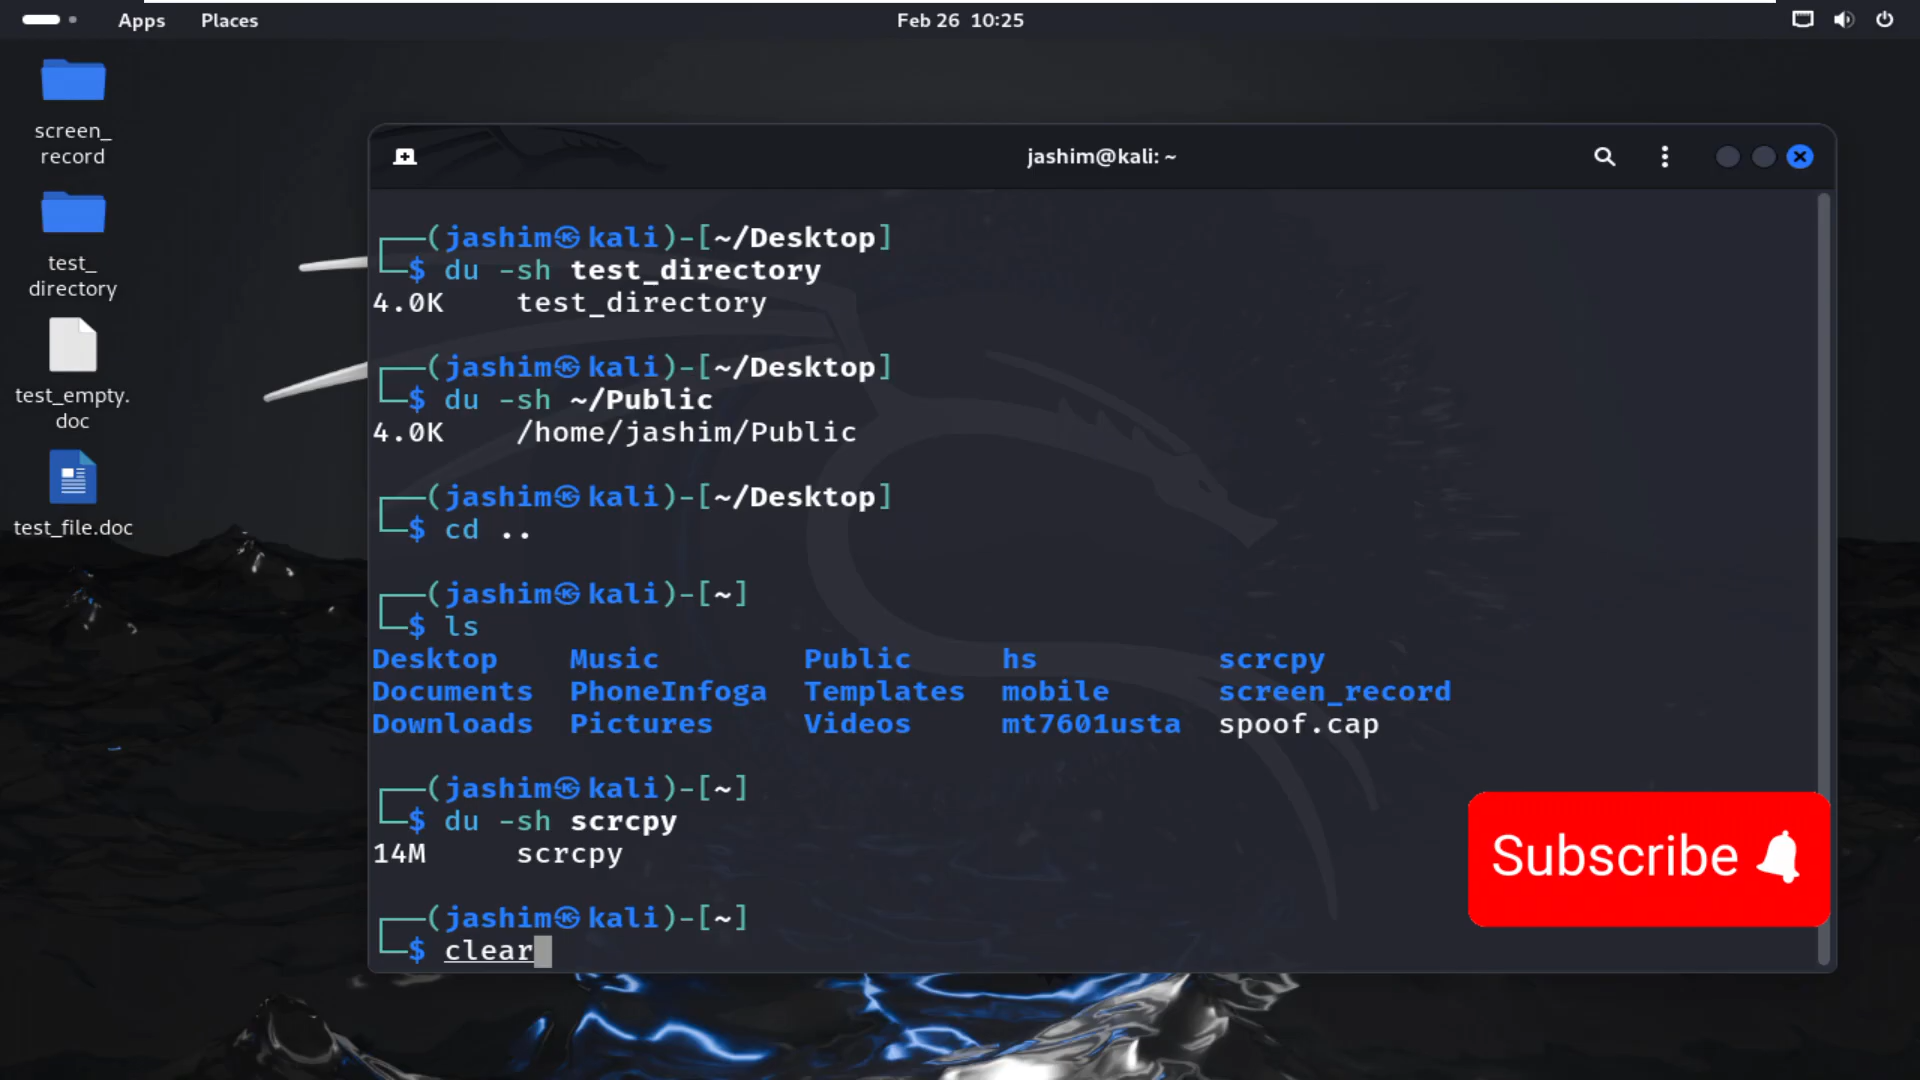 Apps Places Feb 26 10:25
screen_
record
test_
directory
test_empty.
doc
test_file.doc
jashim@kali: ~
┌──(jashim㉿kali)-[~/Desktop]
└─$ du -sh test_directory
4.0K test_directory
┌──(jashim㉿kali)-[~/Desktop]
└─$ du -sh ~/Public
4.0K /home/jashim/Public
┌──(jashim㉿kali)-[~/Desktop]
└─$ cd ..
┌──(jashim㉿kali)-[~]
└─$ ls
Desktop Music Public hs scrcpy
Documents PhoneInfoga Templates mobile screen_record
Downloads Pictures Videos mt7601usta spoof.cap
┌──(jashim㉿kali)-[~]
└─$ du -sh scrcpy
14M scrcpy
┌──(jashim㉿kali)-[~]
└─$ clear
Subscribe